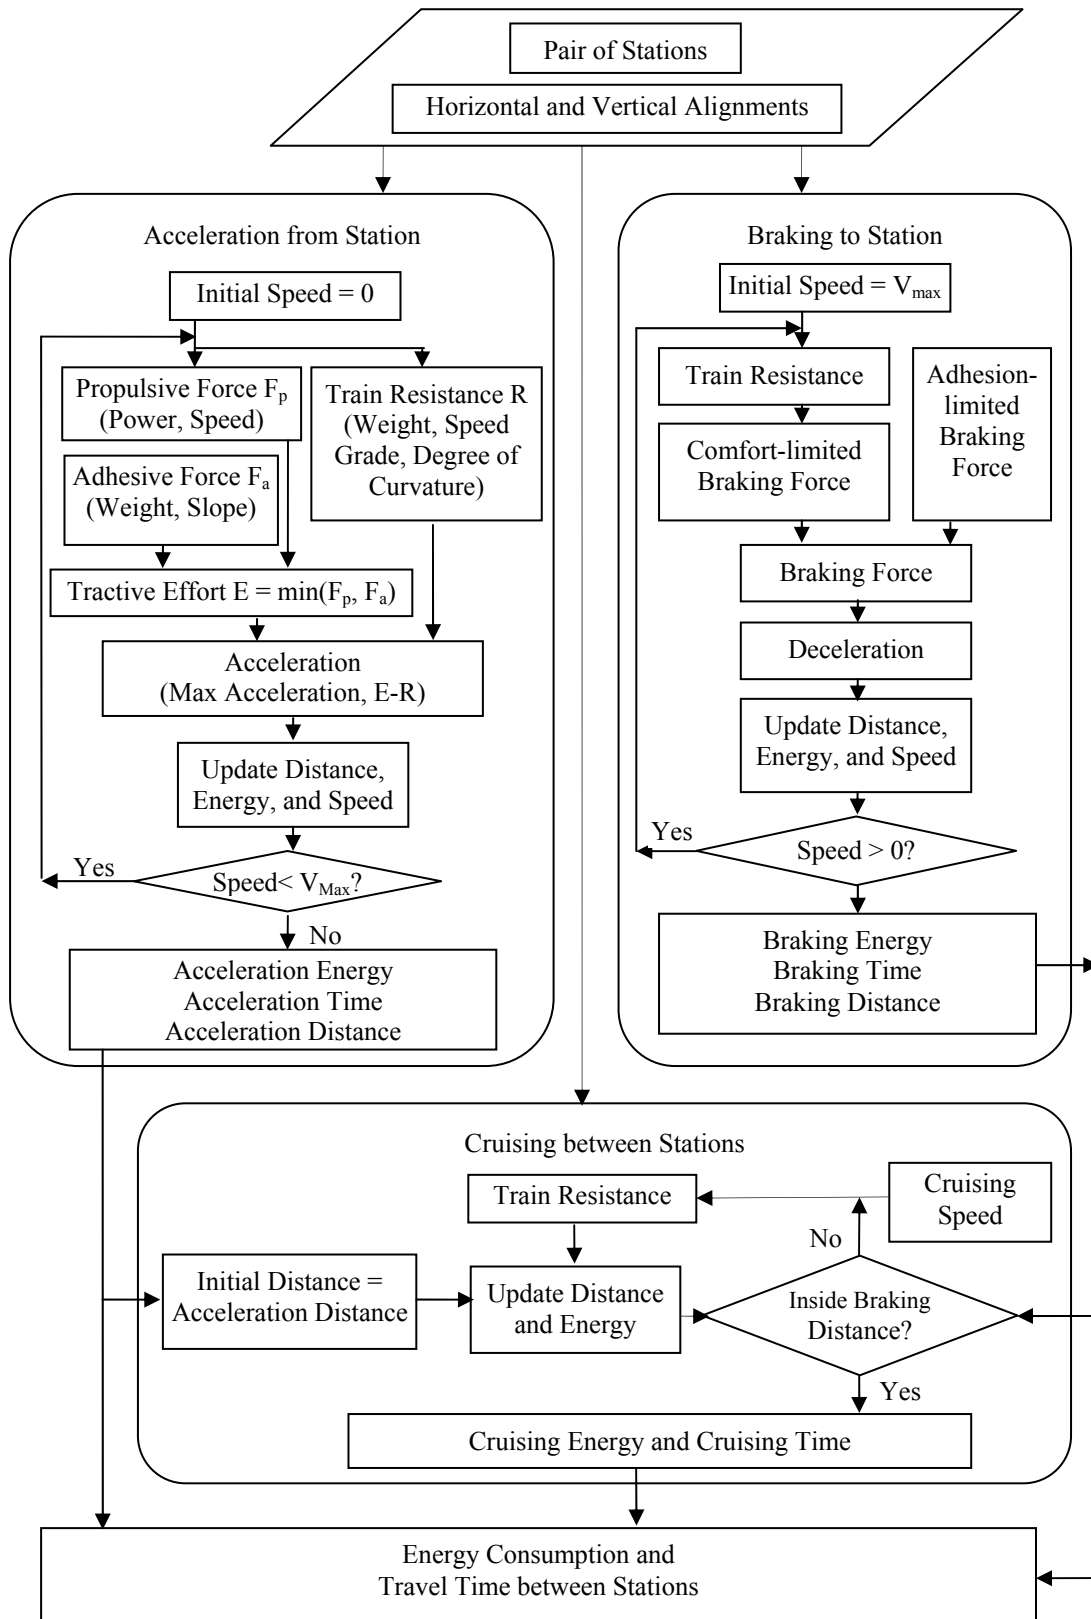 Pair of Stations
Horizontal and Vertical Alignments
Acceleration from Station
Initial Speed = 0
Propulsive Force Fp
(Power, Speed)
Adhesive Force Fa
(Weight, Slope)
Train Resistance R
(Weight, Speed
Grade, Degree of
Curvature)
Tractive Effort E = min(Fp, Fa)
Acceleration
(Max Acceleration, E-R)
Update Distance,
Energy, and Speed
Yes
Speed< VMax?
No
Acceleration Energy
Acceleration Time
Acceleration Distance
Braking to Station
Initial Speed = Vmax
Train Resistance
Comfort-limited
Braking Force
Adhesion-
limited
Braking
Force
Braking Force
Deceleration
Update Distance,
Energy, and Speed
Yes
Speed > 0?
Braking Energy
Braking Time
Braking Distance
Cruising between Stations
Train Resistance
Cruising
Speed
No
Initial Distance =
Acceleration Distance
Update Distance
and Energy
Inside Braking
Distance?
Yes
Cruising Energy and Cruising Time
Energy Consumption and
Travel Time between Stations